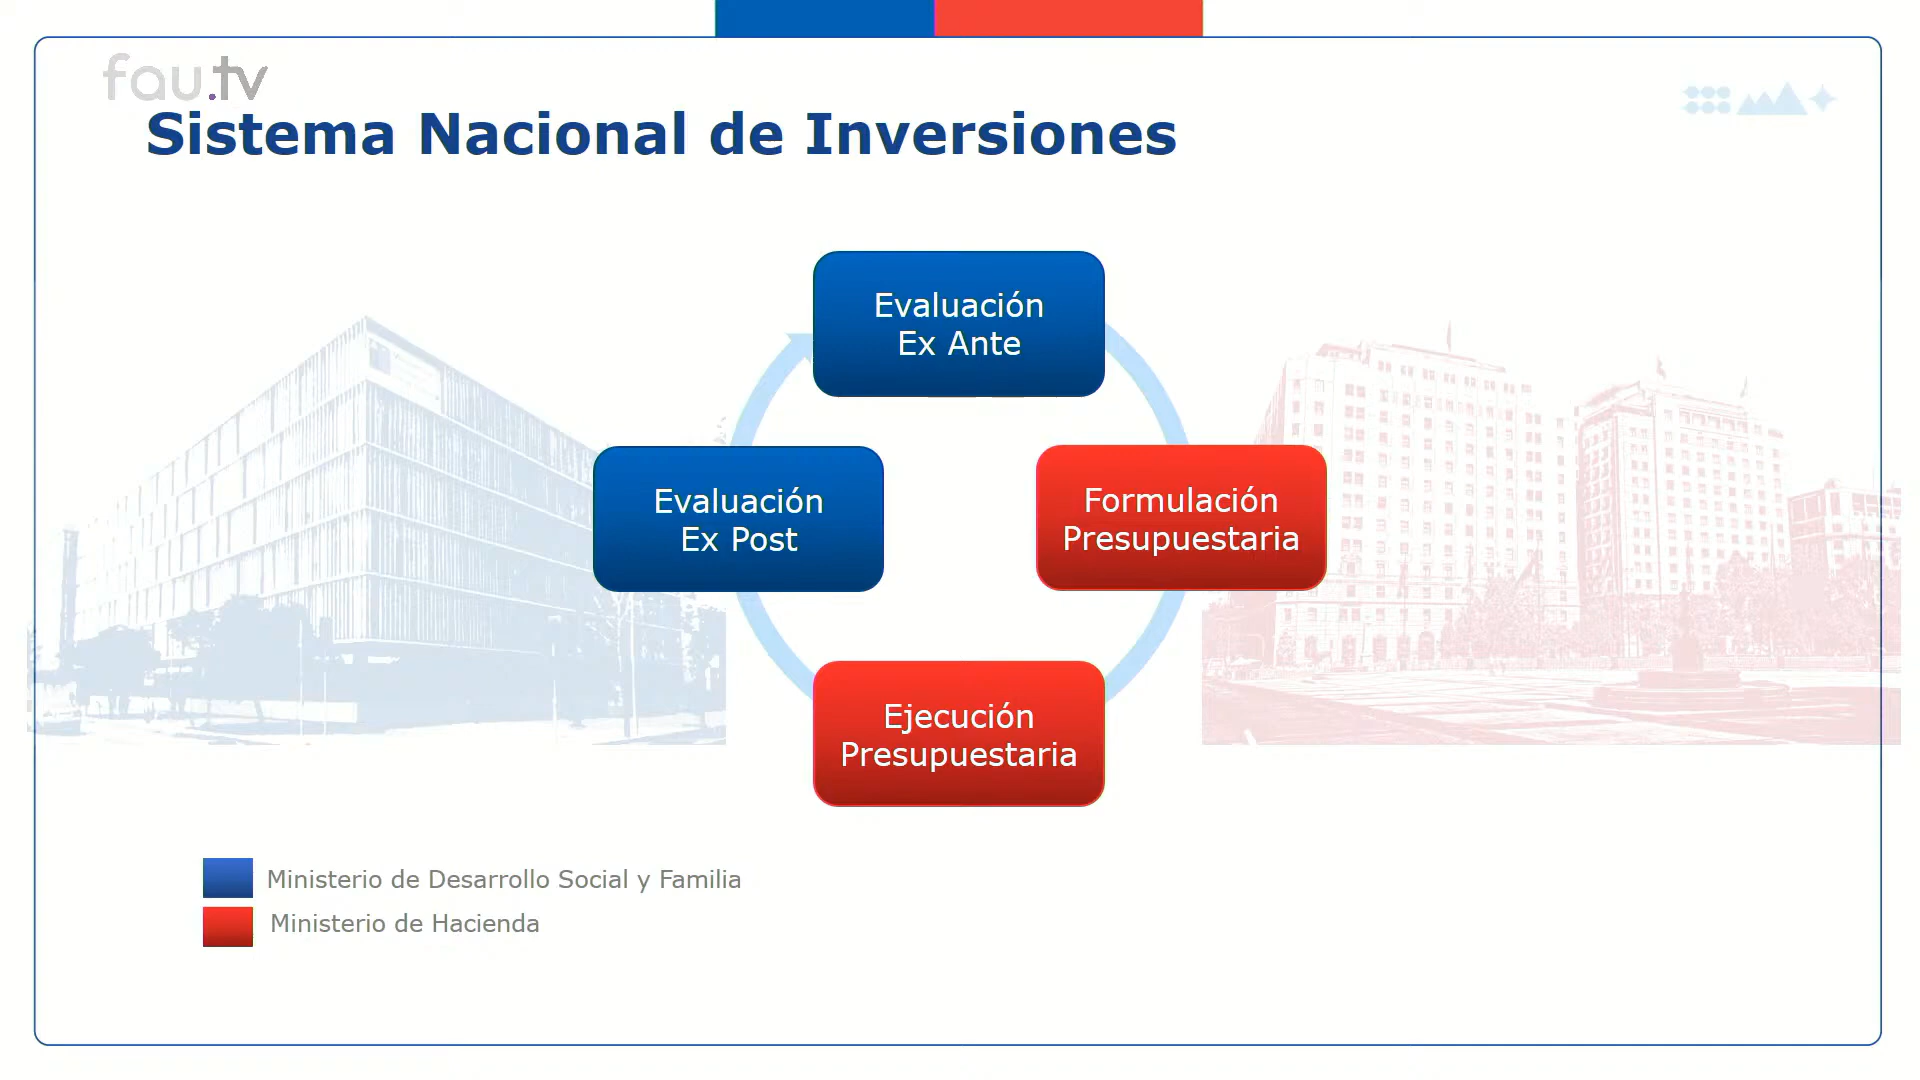 fau.tv
Sistema Nacional de Inversiones
Evaluación
Ex Ante
Evaluación
Ex Post
Formulación
Presupuestaria
Ejecución
Presupuestaria
Ministerio de Desarrollo Social y Familia
Ministerio de Hacienda